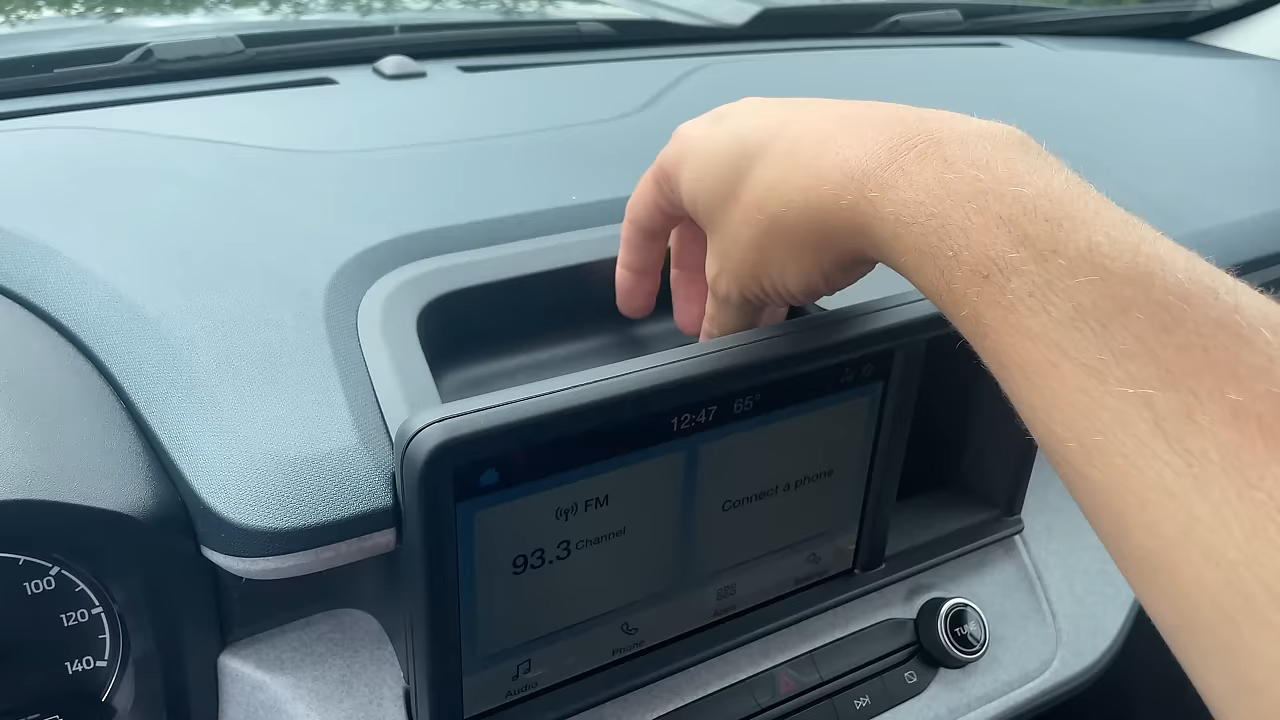 12:47 65°
FM
93.3 Channel
Connect a phone
Audio
Phone
Apps
TUNE
100
120
140